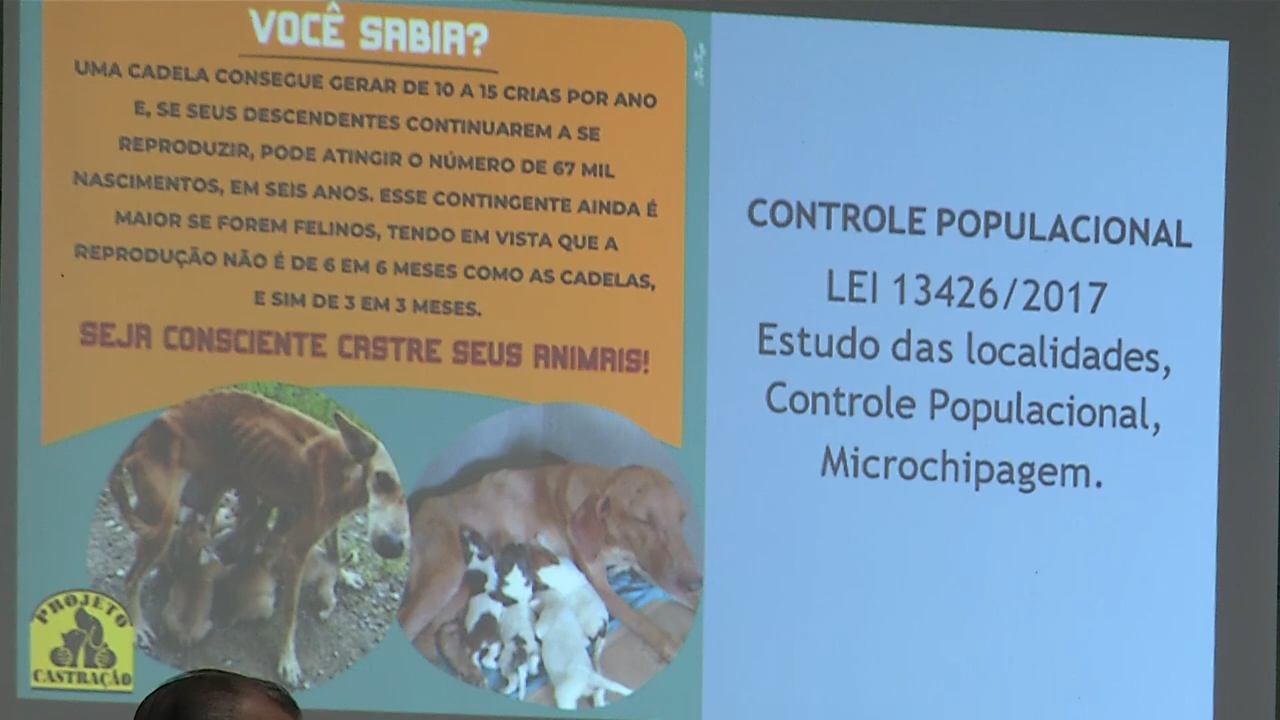 VOCÊ SABIA?
UMA CADELA CONSEGUE GERAR DE 10 A 15 CRIAS POR ANO
E, SE SEUS DESCENDENTES CONTINUAREM A SE
REPRODUZIR, PODE ATINGIR O NÚMERO DE 67 MIL
NASCIMENTOS, EM SEIS ANOS. ESSE CONTINGENTE AINDA É
MAIOR SE FOREM FELINOS, TENDO EM VISTA QUE A
REPRODUÇÃO NÃO É DE 6 EM 6 MESES COMO AS CADELAS,
E SIM DE 3 EM 3 MESES.
SEJA CONSCIENTE CASTRE SEUS ANIMAIS!
PROJETO
CASTRAÇÃO
CONTROLE POPULACIONAL
LEI 13426/2017
Estudo das localidades,
Controle Populacional,
Microchipagem.